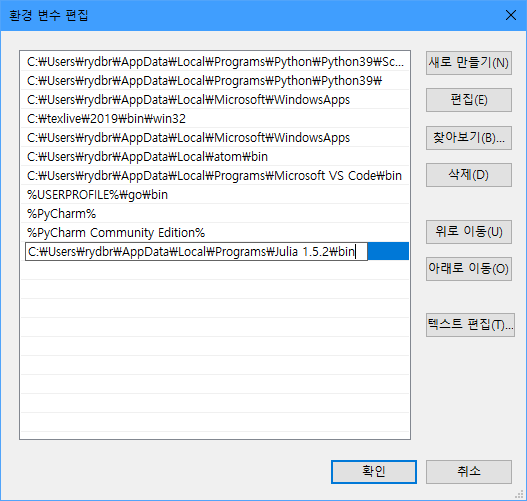 환경 변수 편집
C:₩Users₩rydbr₩AppData₩Local₩Programs₩Python₩Python39₩Sc...
C:₩Users₩rydbr₩AppData₩Local₩Programs₩Python₩Python39₩
C:₩Users₩rydbr₩AppData₩Local₩Microsoft₩WindowsApps
C:₩texlive₩2019₩bin₩win32
C:₩Users₩rydbr₩AppData₩Local₩Microsoft₩WindowsApps
C:₩Users₩rydbr₩AppData₩Local₩atom₩bin
C:₩Users₩rydbr₩AppData₩Local₩Programs₩Microsoft VS Code₩bin
%USERPROFILE%₩go₩bin
%PyCharm%
%PyCharm Community Edition%
C:₩Users₩rydbr₩AppData₩Local₩Programs₩Julia 1.5.2₩bin
새로 만들기(N)
편집(E)
찾아보기(B)...
삭제(D)
위로 이동(U)
아래로 이동(O)
텍스트 편집(T)...
확인
취소